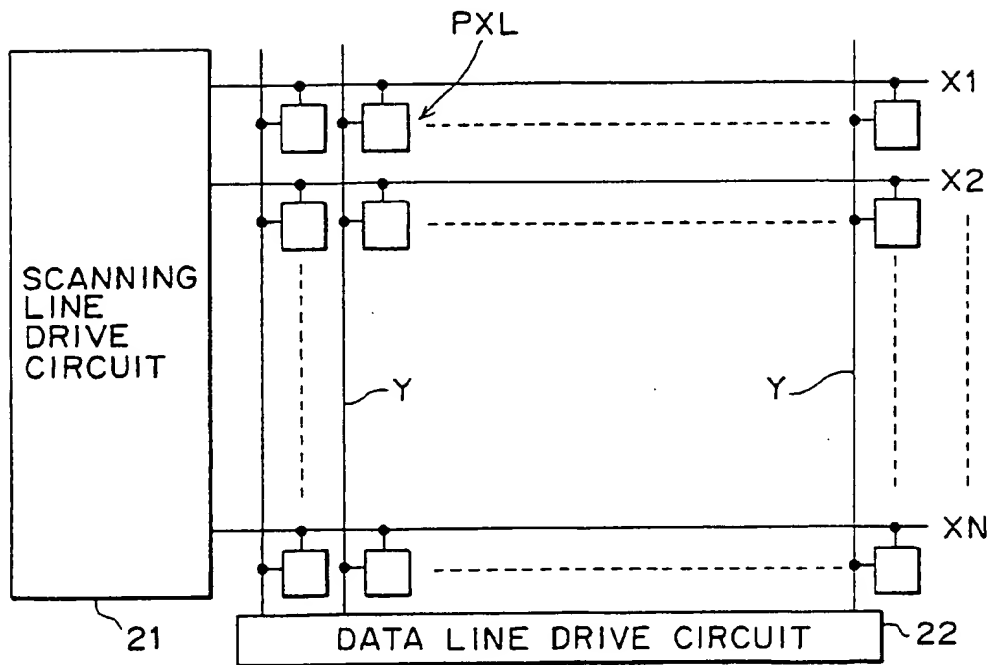 PXL
X1
X2
SCANNING
LINE
DRIVE
CIRCUIT
Y
Y
XN
21
DATA LINE DRIVE CIRCUIT
22